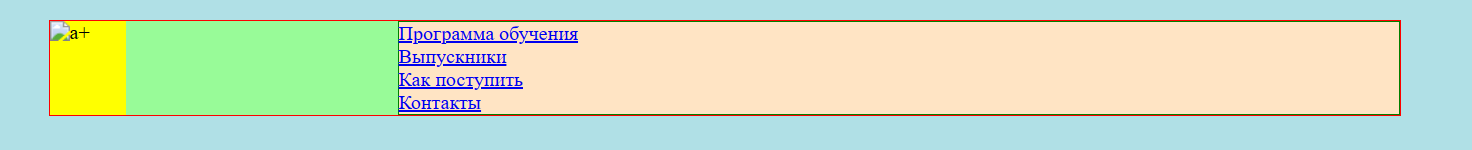 a+
Программа обучения
Выпускники
Как поступить
Контакты